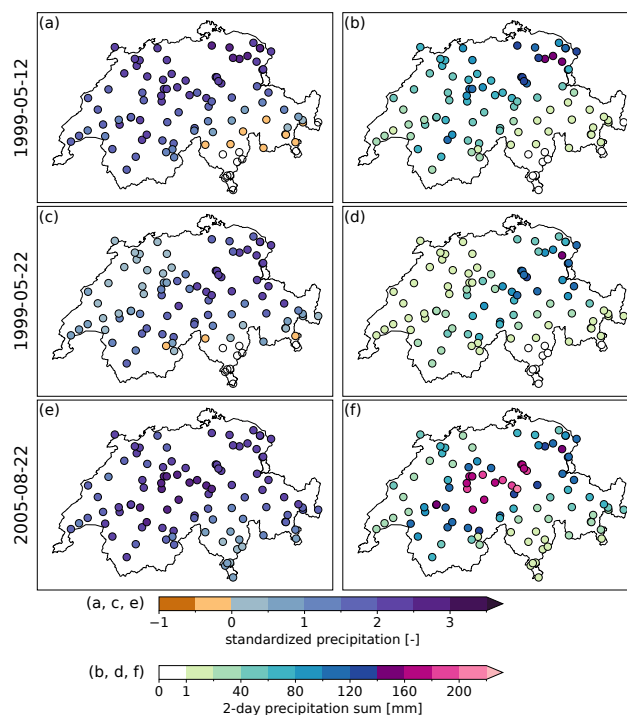 (a)
(b)
1999-05-12
(c)
(d)
1999-05-22
(e)
(f)
2005-08-22
(a, c, e)
−1 0 1 2 3
standardized precipitation [-]
(b, d, f)
0 1 40 80 120 160 200
2-day precipitation sum [mm]